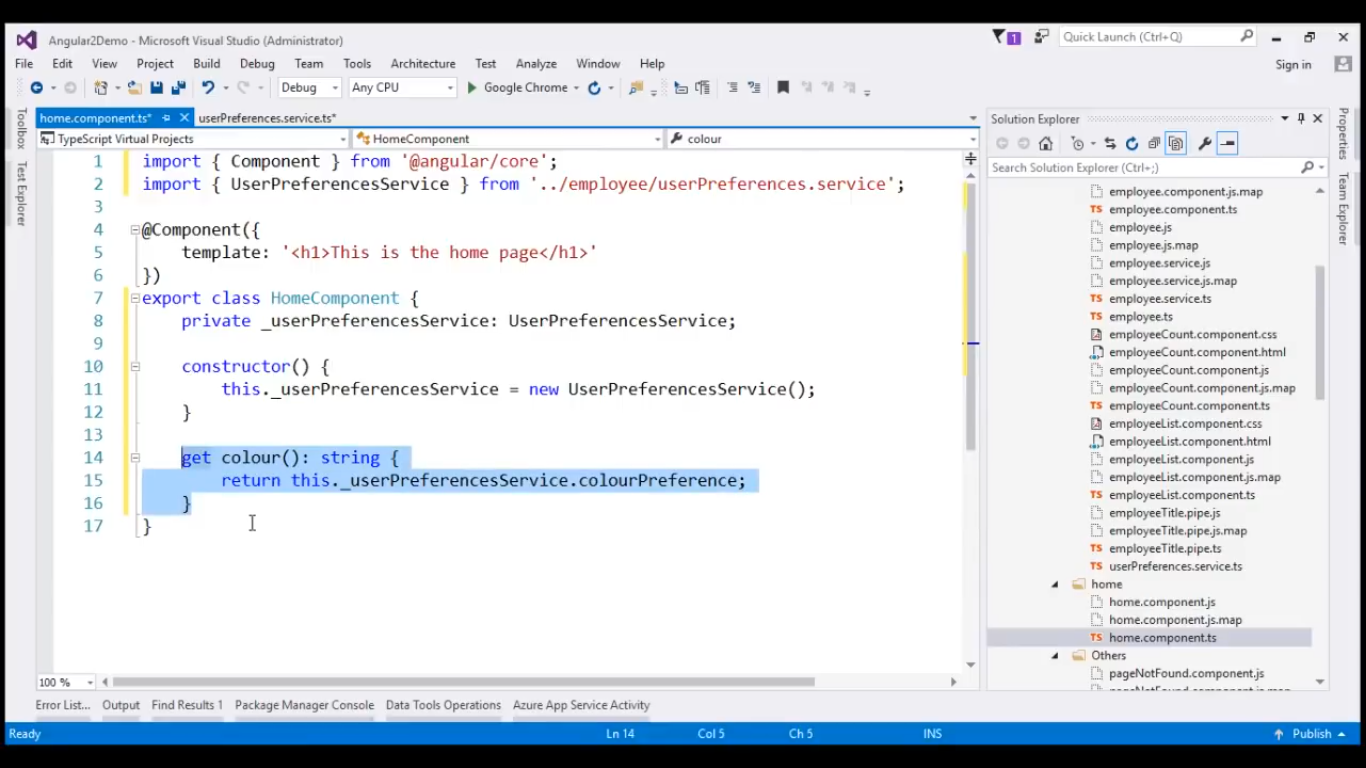 Angular2Demo - Microsoft Visual Studio (Administrator)
1
Quick Launch (Ctrl+Q)
File Edit View Project Build Debug Team Tools Architecture Test Analyze Window Help
Sign in
Debug Any CPU Google Chrome
home.component.ts* userPreferences.service.ts*
TypeScript Virtual Projects HomeComponent colour
1 import { Component } from '@angular/core';
2 import { UserPreferencesService } from '../employee/userPreferences.service';
3
4 @Component({
5 template: '<h1>This is the home page</h1>'
6 })
7 export class HomeComponent {
8 private _userPreferencesService: UserPreferencesService;
9
10 constructor() {
11 this._userPreferencesService = new UserPreferencesService();
12 }
13
14 get colour(): string {
15 return this._userPreferencesService.colourPreference;
16 }
17 }
100 %
Toolbox
Test Explorer
Solution Explorer
Search Solution Explorer (Ctrl+;)
employee.component.js.map
TS employee.component.ts
employee.js
employee.js.map
employee.service.js
employee.service.js.map
TS employee.service.ts
TS employee.ts
employeeCount.component.css
employeeCount.component.html
employeeCount.component.js
employeeCount.component.js.map
TS employeeCount.component.ts
employeeList.component.css
employeeList.component.html
employeeList.component.js
employeeList.component.js.map
TS employeeList.component.ts
employeeTitle.pipe.js
employeeTitle.pipe.js.map
TS employeeTitle.pipe.ts
TS userPreferences.service.ts
home
home.component.js
home.component.js.map
TS home.component.ts
Others
pageNotFound.component.js
Properties
Team Explorer
Error List... Output Find Results 1 Package Manager Console Data Tools Operations Azure App Service Activity
Ready Ln 14 Col 5 Ch 5 INS Publish